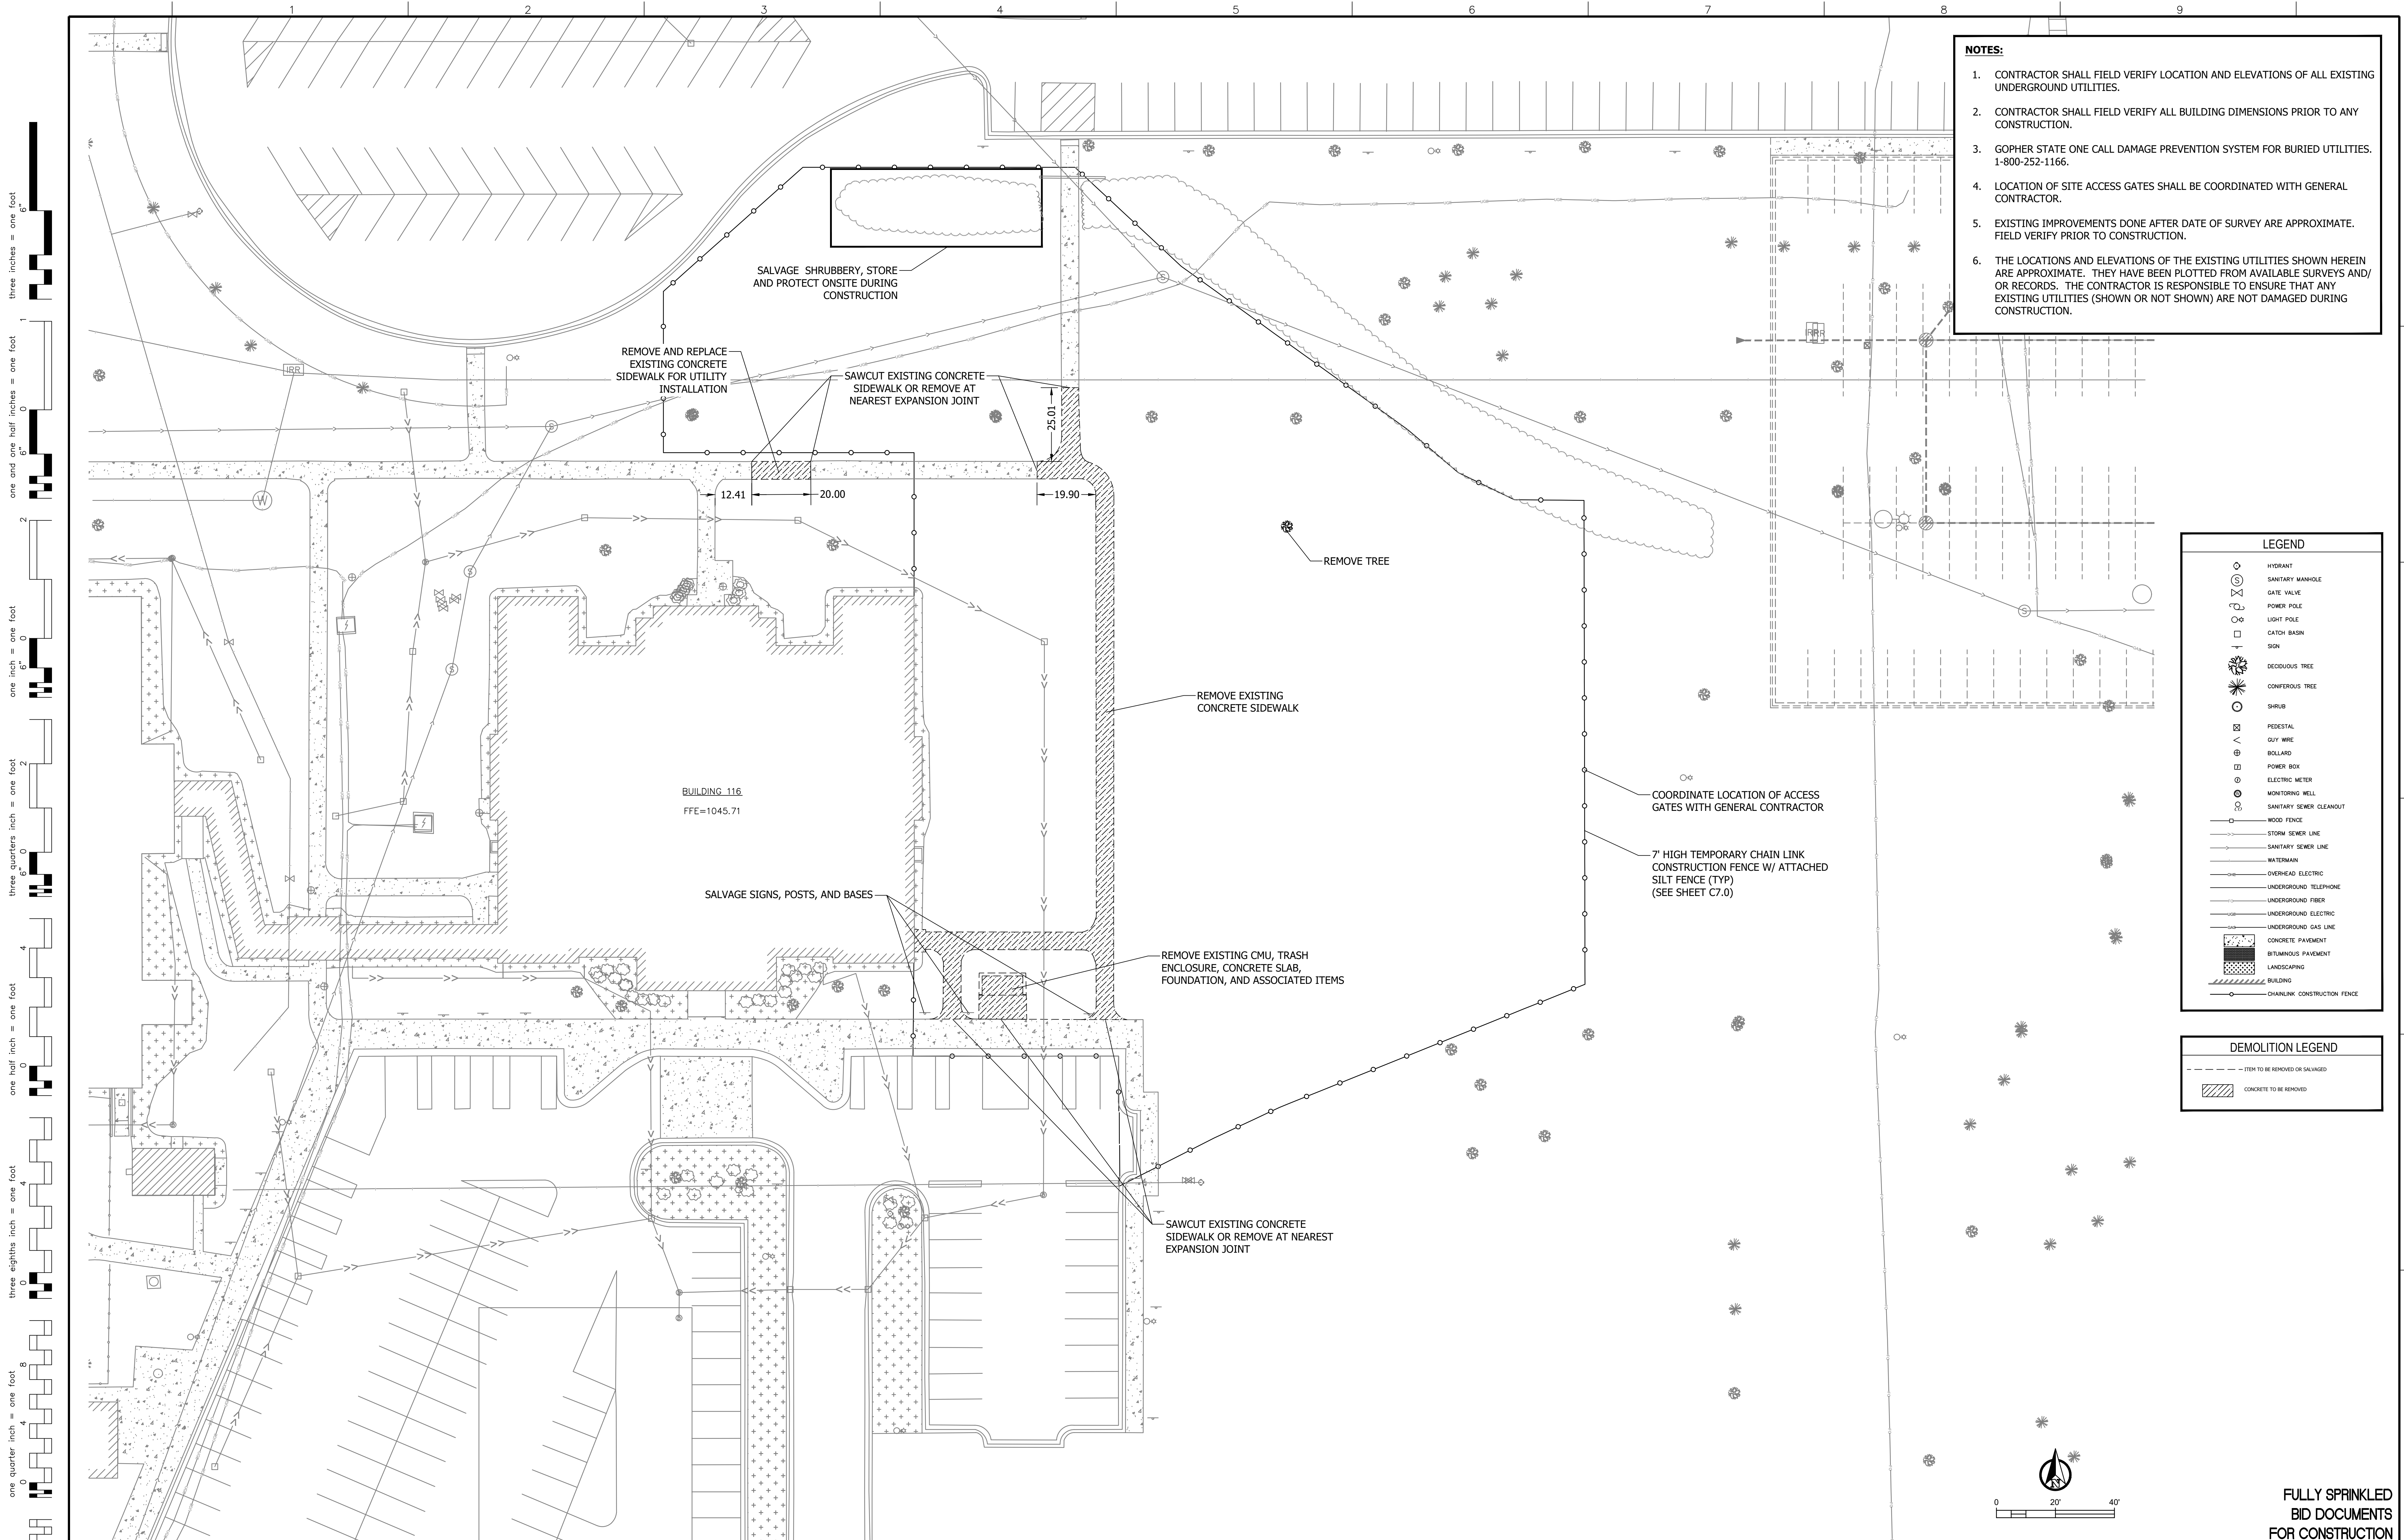 1 2 3 4 5 6 7 8 9
three inches = one foot
6"
one and one half inches = one foot
1
0
6"
one inch = one foot
2
0
6"
three quarters inch = one foot
2
0
6"
one half inch = one foot
4
0
three eighths inch = one foot
4
0
one quarter inch = one foot
8
4
0
NOTES:
1. CONTRACTOR SHALL FIELD VERIFY LOCATION AND ELEVATIONS OF ALL EXISTING
UNDERGROUND UTILITIES.
2. CONTRACTOR SHALL FIELD VERIFY ALL BUILDING DIMENSIONS PRIOR TO ANY
CONSTRUCTION.
3. GOPHER STATE ONE CALL DAMAGE PREVENTION SYSTEM FOR BURIED UTILITIES.
1-800-252-1166.
4. LOCATION OF SITE ACCESS GATES SHALL BE COORDINATED WITH GENERAL
CONTRACTOR.
5. EXISTING IMPROVEMENTS DONE AFTER DATE OF SURVEY ARE APPROXIMATE.
FIELD VERIFY PRIOR TO CONSTRUCTION.
6. THE LOCATIONS AND ELEVATIONS OF THE EXISTING UTILITIES SHOWN HEREIN
ARE APPROXIMATE. THEY HAVE BEEN PLOTTED FROM AVAILABLE SURVEYS AND/
OR RECORDS. THE CONTRACTOR IS RESPONSIBLE TO ENSURE THAT ANY
EXISTING UTILITIES (SHOWN OR NOT SHOWN) ARE NOT DAMAGED DURING
CONSTRUCTION.
SALVAGE SHRUBBERY, STORE
AND PROTECT ONSITE DURING
CONSTRUCTION
REMOVE AND REPLACE
EXISTING CONCRETE
SIDEWALK FOR UTILITY
INSTALLATION
SAWCUT EXISTING CONCRETE
SIDEWALK OR REMOVE AT
NEAREST EXPANSION JOINT
25.01
IRR
S
S
W
12.41
20.00
19.90
S
S
S
REMOVE TREE
REMOVE EXISTING
CONCRETE SIDEWALK
BUILDING 116
FFE=1045.71
COORDINATE LOCATION OF ACCESS
GATES WITH GENERAL CONTRACTOR
7' HIGH TEMPORARY CHAIN LINK
CONSTRUCTION FENCE W/ ATTACHED
SILT FENCE (TYP)
(SEE SHEET C7.0)
SALVAGE SIGNS, POSTS, AND BASES
REMOVE EXISTING CMU, TRASH
ENCLOSURE, CONCRETE SLAB,
FOUNDATION, AND ASSOCIATED ITEMS
SAWCUT EXISTING CONCRETE
SIDEWALK OR REMOVE AT NEAREST
EXPANSION JOINT
LEGEND
HYDRANT
S SANITARY MANHOLE
GATE VALVE
POWER POLE
LIGHT POLE
CATCH BASIN
SIGN
DECIDUOUS TREE
CONIFEROUS TREE
SHRUB
PEDESTAL
GUY WIRE
BOLLARD
POWER BOX
ELECTRIC METER
MONITORING WELL
SANITARY SEWER CLEANOUT
WOOD FENCE
STORM SEWER LINE
SANITARY SEWER LINE
WATERMAIN
OVERHEAD ELECTRIC
UNDERGROUND TELEPHONE
UNDERGROUND FIBER
UNDERGROUND ELECTRIC
UNDERGROUND GAS LINE
CONCRETE PAVEMENT
BITUMINOUS PAVEMENT
LANDSCAPING
BUILDING
CHAINLINK CONSTRUCTION FENCE
DEMOLITION LEGEND
ITEM TO BE REMOVED OR SALVAGED
CONCRETE TO BE REMOVED
N
0 20' 40'
FULLY SPRINKLED
BID DOCUMENTS
FOR CONSTRUCTION